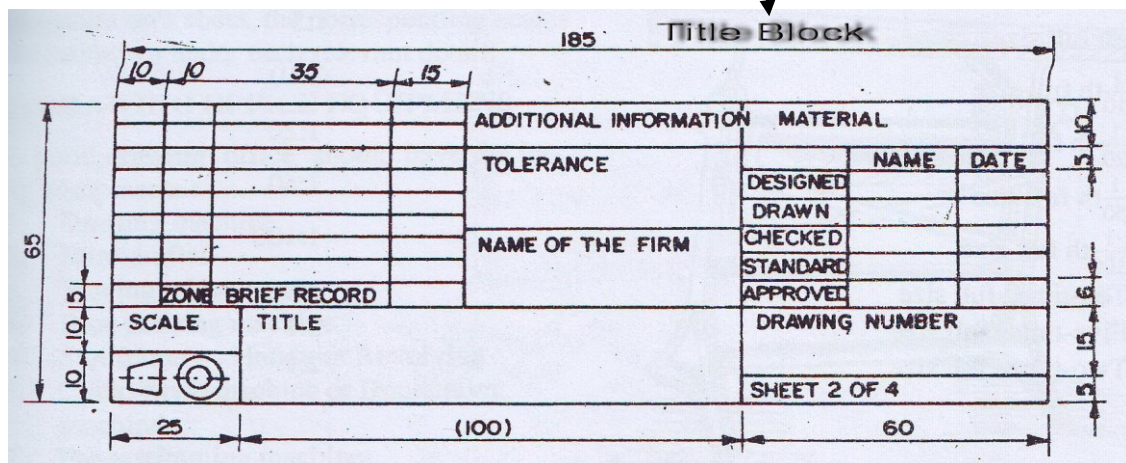 Title Block
185
10 10 35 15
ADDITIONAL INFORMATION MATERIAL
10
TOLERANCE
NAME DATE
5
DESIGNED
DRAWN
65
NAME OF THE FIRM
CHECKED
STANDARD
5
ZONE BRIEF RECORD
APPROVED
6
10
SCALE TITLE
DRAWING NUMBER
15
10
SHEET 2 OF 4
5
25 (100) 60